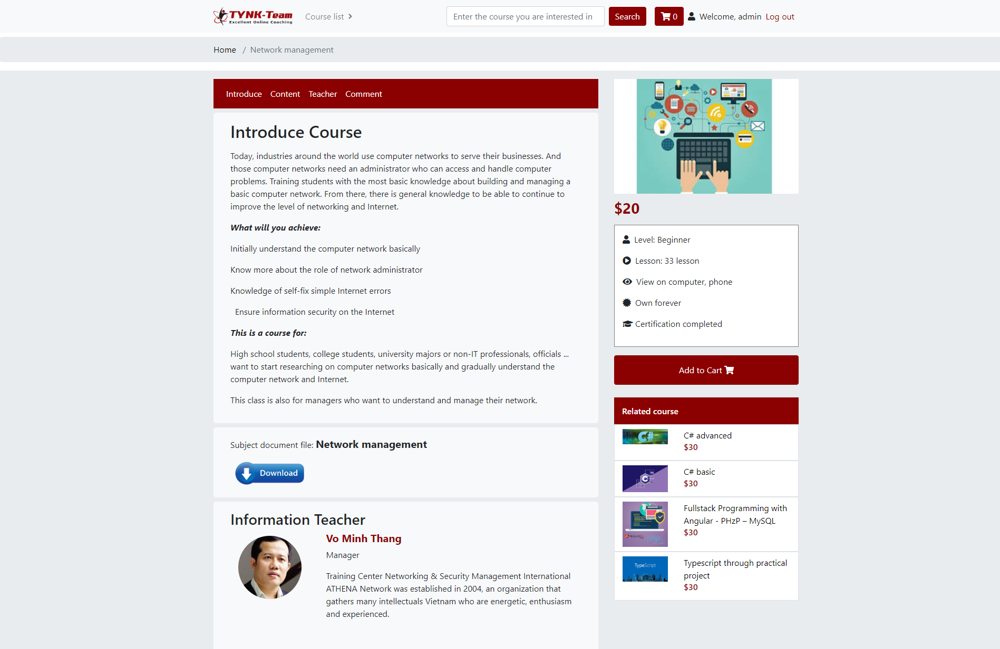 TYNK-Team
Excellent Online Coaching
Course list
Enter the course you are interested in
Search
0
Welcome, admin
Log out
Home / Network management
Introduce
Content
Teacher
Comment
Introduce Course
Today, industries around the world use computer networks to serve their businesses. And
those computer networks need an administrator who can access and handle computer
problems. Training students with the most basic knowledge about building and managing a
basic computer network. From there, there is general knowledge to be able to continue to
improve the level of networking and Internet.
What will you achieve:
Initially understand the computer network basically
Know more about the role of network administrator
Knowledge of self-fix simple Internet errors
Ensure information security on the Internet
This is a course for:
High school students, college students, university majors or non-IT professionals, officials ...
want to start researching on computer networks basically and gradually understand the
computer network and Internet.
This class is also for managers who want to understand and manage their network.
Subject document file: Network management
Download
Information Teacher
Vo Minh Thang
Manager
Training Center Networking & Security Management International
ATHENA Network was established in 2004, an organization that
gathers many intellectuals Vietnam who are energetic, enthusiasm
and experienced.
$20
Level: Beginner
Lesson: 33 lesson
View on computer, phone
Own forever
Certification completed
Add to Cart
Related course
C#
C# advanced
$30
C#
C# basic
$30
ANGULARJS
php
Fullstack Programming with
Angular - PHzP – MySQL
$30
TypeScript
Typescript through practical
project
$30